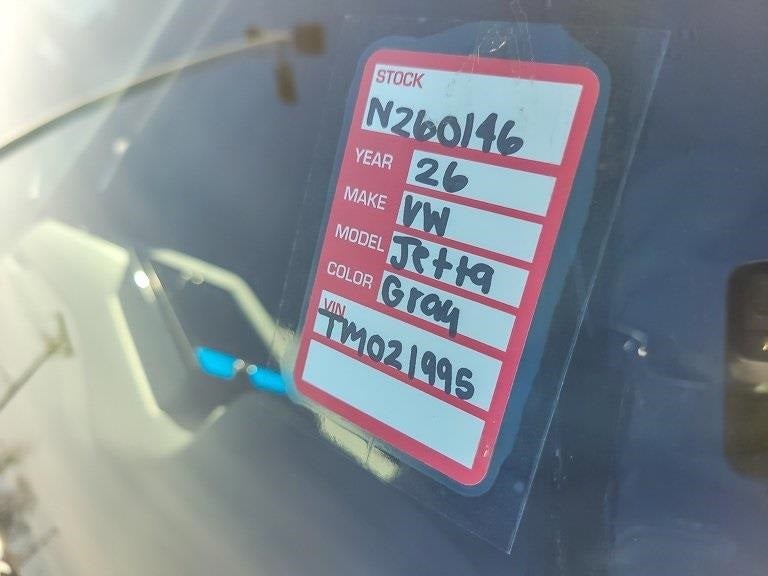 STOCK
N260146
YEAR 26
MAKE VW
MODEL Jetta
COLOR Gray
VIN
TM021995